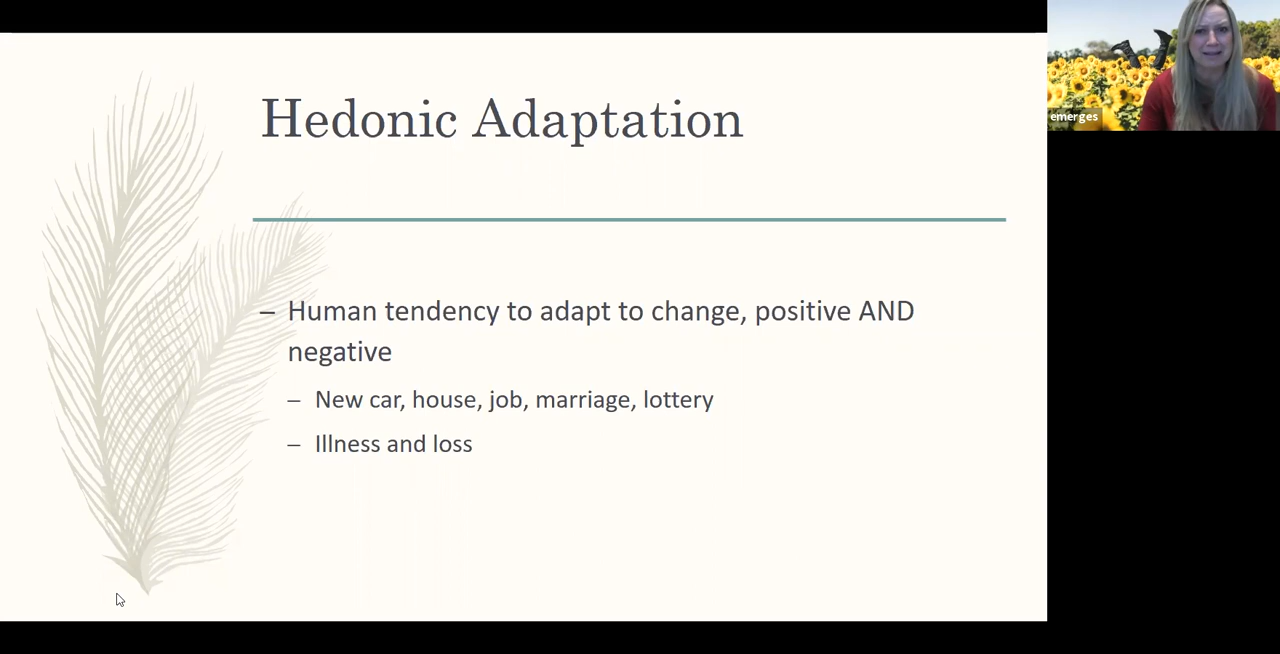 Hedonic Adaptation
– Human tendency to adapt to change, positive AND
negative
– New car, house, job, marriage, lottery
– Illness and loss
emerges